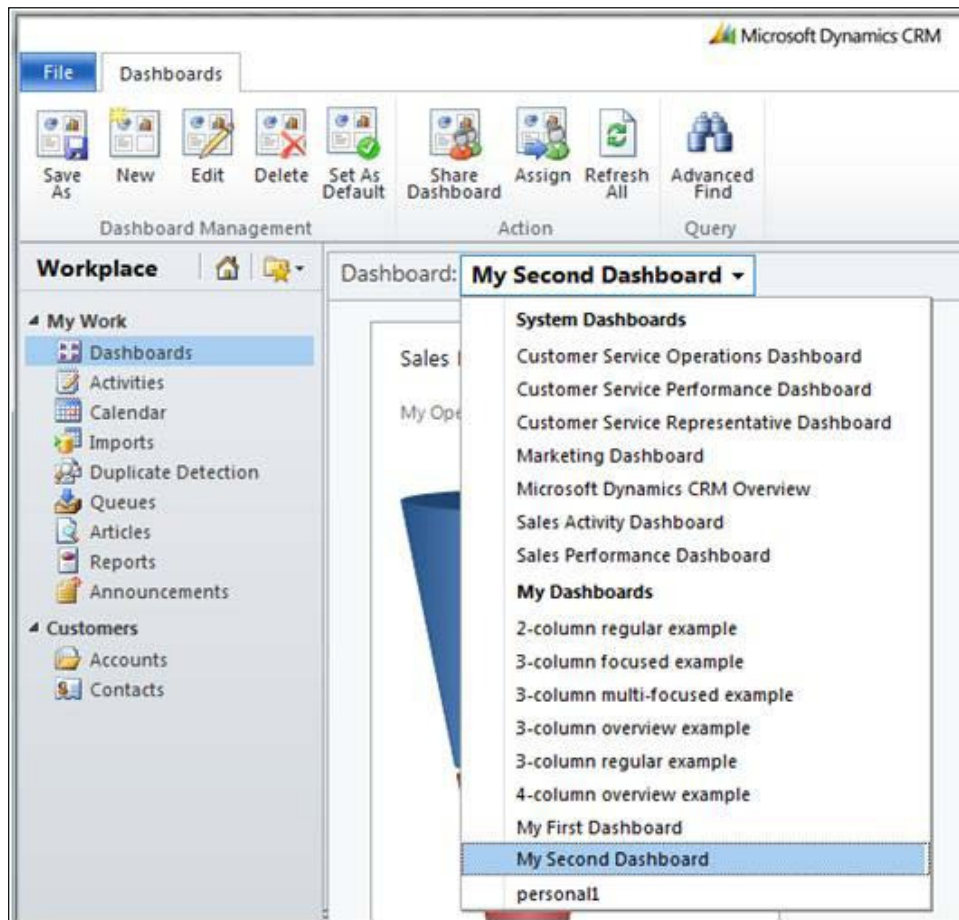 Microsoft Dynamics CRM
File
Dashboards
Save As
New
Edit
Delete
Set As Default
Share Dashboard
Assign
Refresh All
Advanced Find
Dashboard Management
Action
Query
Workplace
My Work
Dashboards
Activities
Calendar
Imports
Duplicate Detection
Queues
Articles
Reports
Announcements
Customers
Accounts
Contacts
Dashboard: My Second Dashboard
Sales
My Ope
System Dashboards
Customer Service Operations Dashboard
Customer Service Performance Dashboard
Customer Service Representative Dashboard
Marketing Dashboard
Microsoft Dynamics CRM Overview
Sales Activity Dashboard
Sales Performance Dashboard
My Dashboards
2-column regular example
3-column focused example
3-column multi-focused example
3-column overview example
3-column regular example
4-column overview example
My First Dashboard
My Second Dashboard
personal1